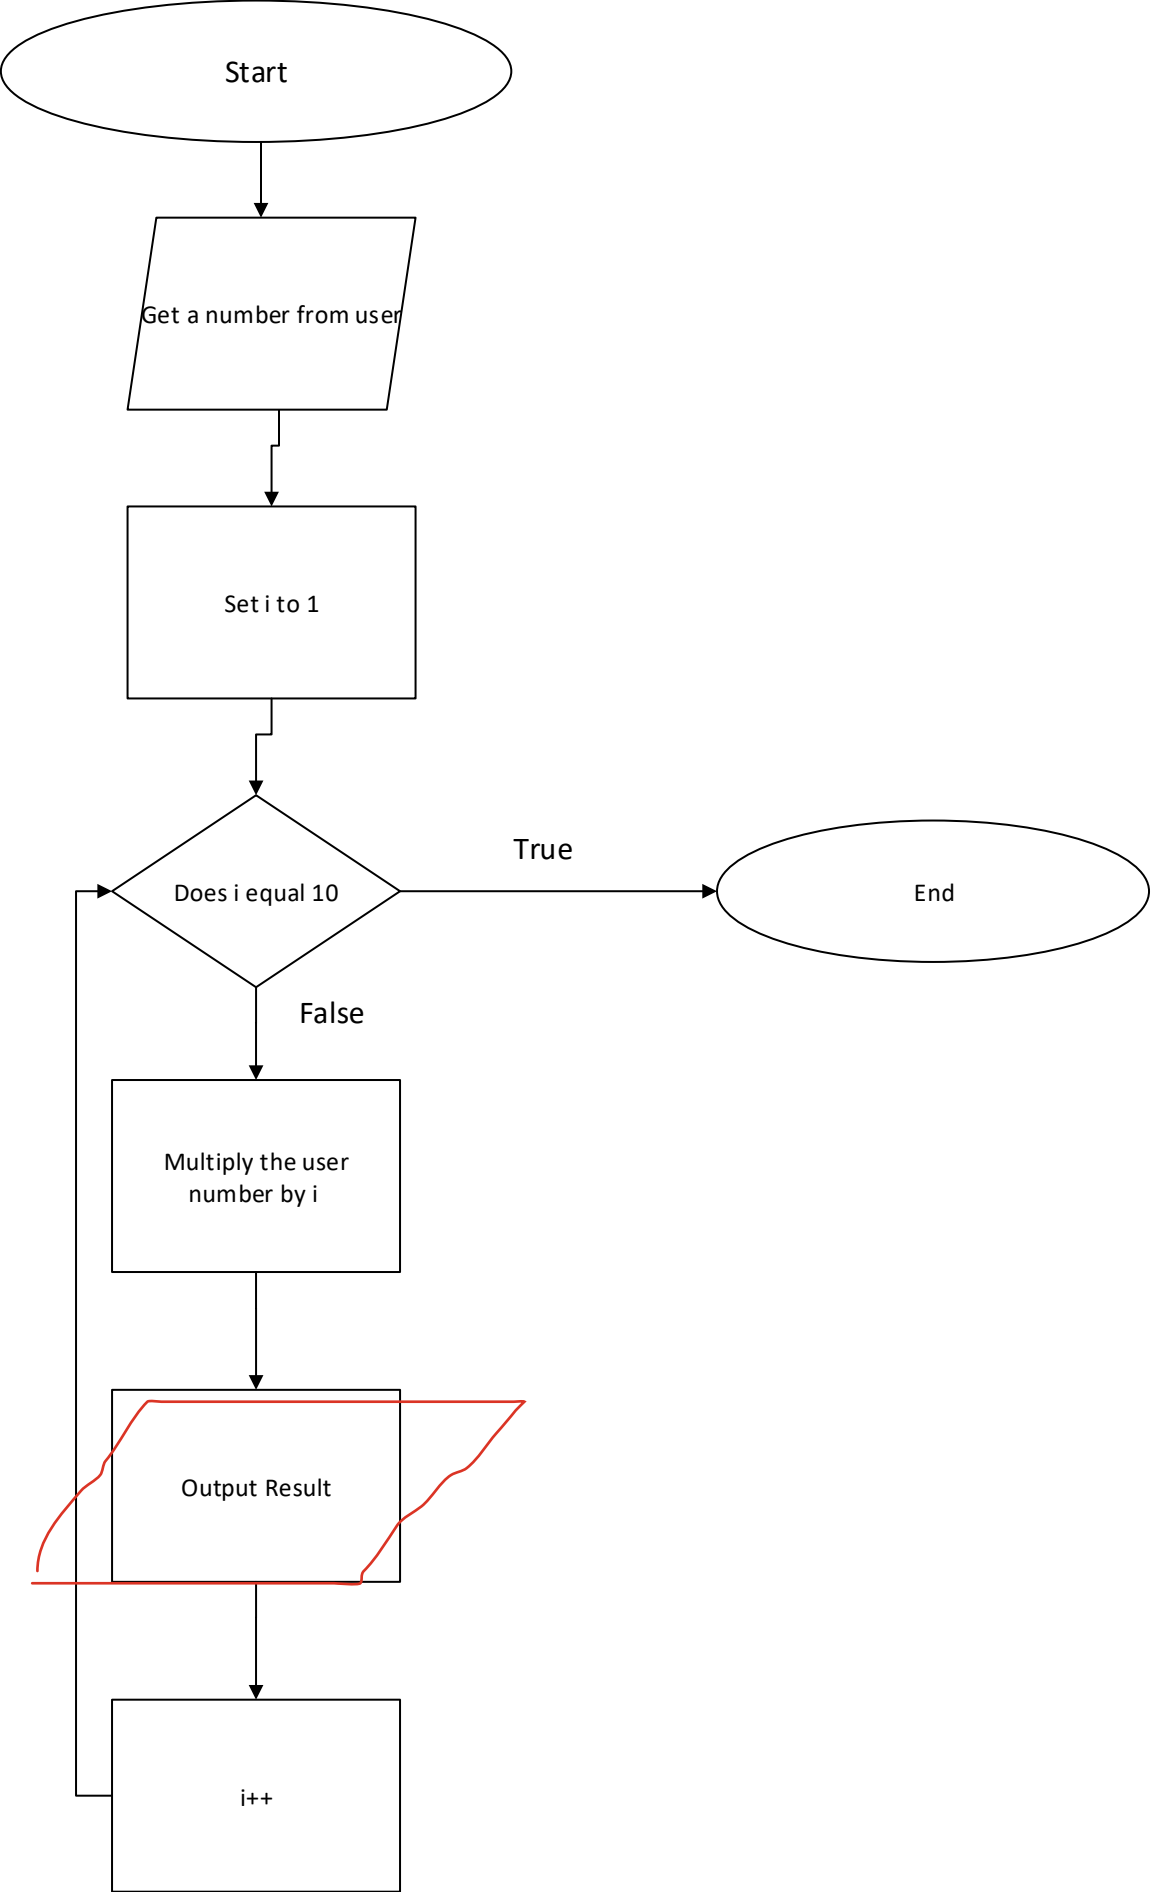 Start
Get a number from user
Set i to 1
Does i equal 10
True
End
False
Multiply the user
number by i
Output Result
i++